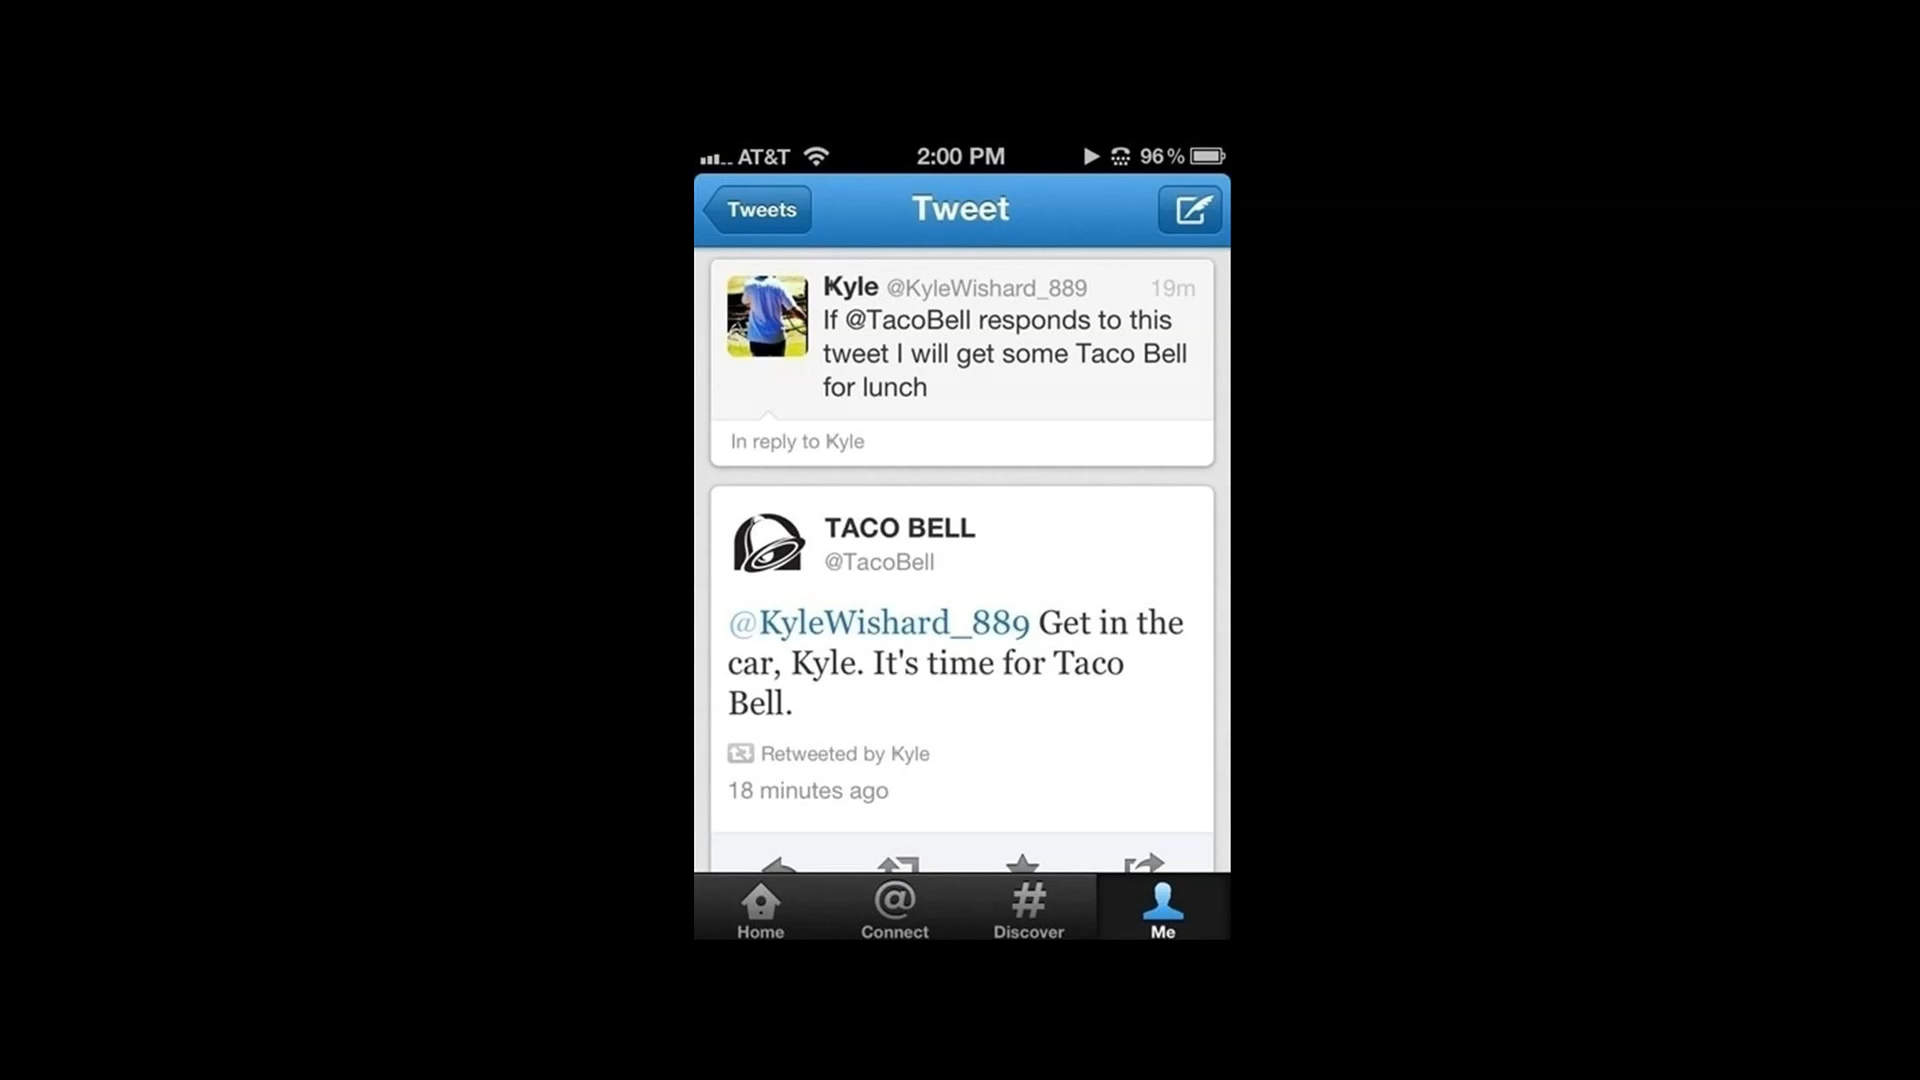 AT&T 2:00 PM 96%
Tweets Tweet
Kyle @KyleWishard_889 19m
If @TacoBell responds to this
tweet I will get some Taco Bell
for lunch
In reply to Kyle
TACO BELL
@TacoBell
@KyleWishard_889 Get in the
car, Kyle. It's time for Taco
Bell.
Retweeted by Kyle
18 minutes ago
Home Connect Discover Me